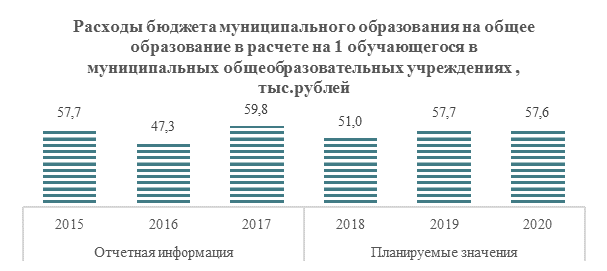 Расходы бюджета муниципального образования на общее
образование в расчете на 1 обучающегося в
муниципальных общеобразовательных учреждениях ,
тыс.рублей
57,7 47,3 59,8 51,0 57,7 57,6
2015 2016 2017 2018 2019 2020
Отчетная информация Планируемые значения